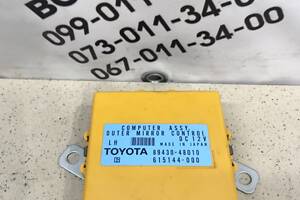 099-011-3
073-011-34-00
067-011-34-00
COMPUTER ASSY.
OUTER MIRROR CONTROL
LH DC12V
MADE IN JAPAN
TOYOTA 89430-48010
615144-000